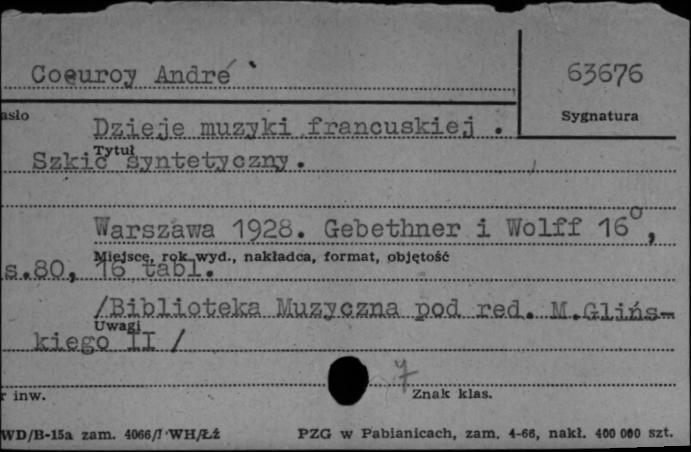 Coeuroy André
63676
asło
Sygnatura
Dzieje muzyki francuskiej.
Tytuł
Szkic syntetyczny.
Warszawa 1928. Gebethner i Wolff 16°,
Miejsce, rok wyd., nakładca, format, objętość
s.80, 16 tabl.
/Biblioteka Muzyczna pod red. M.Glińs-
Uwagi
kiego II /
7
r inw.
Znak klas.
WD/B-15a zam. 4066/I WH/Łż
PZG w Pabianicach, zam. 4-66, nakł. 400 000 szt.